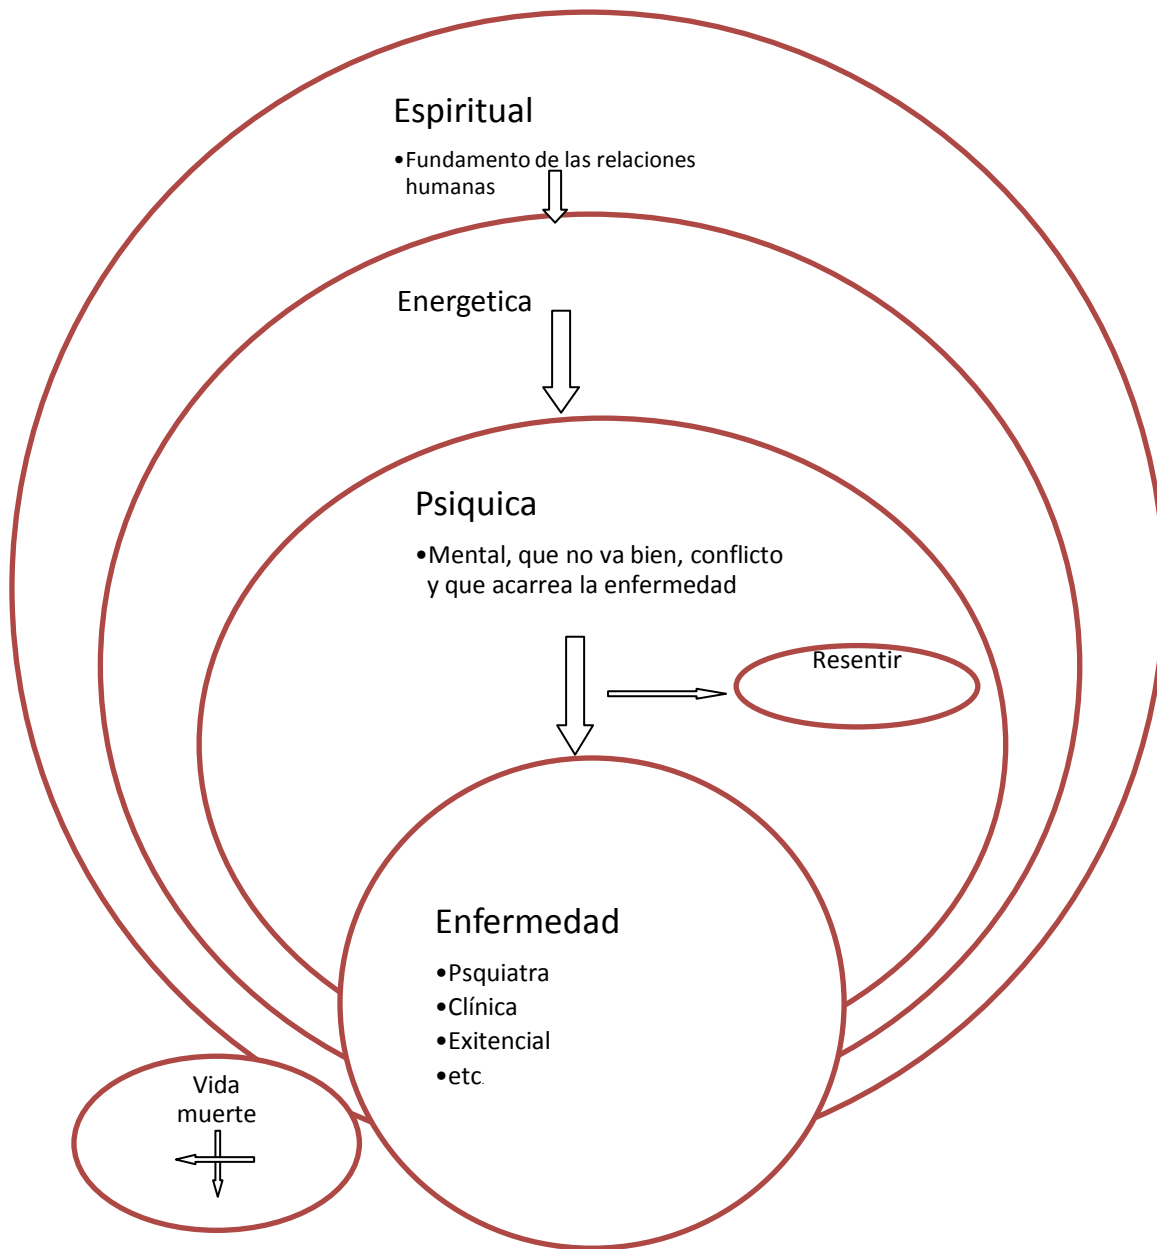 Espiritual
•Fundamento de las relaciones
humanas
Energetica
Psiquica
•Mental, que no va bien, conflicto
y que acarrea la enfermedad
Resentir
Enfermedad
•Psquiatra
•Clínica
•Exitencial
•etc.
Vida
muerte